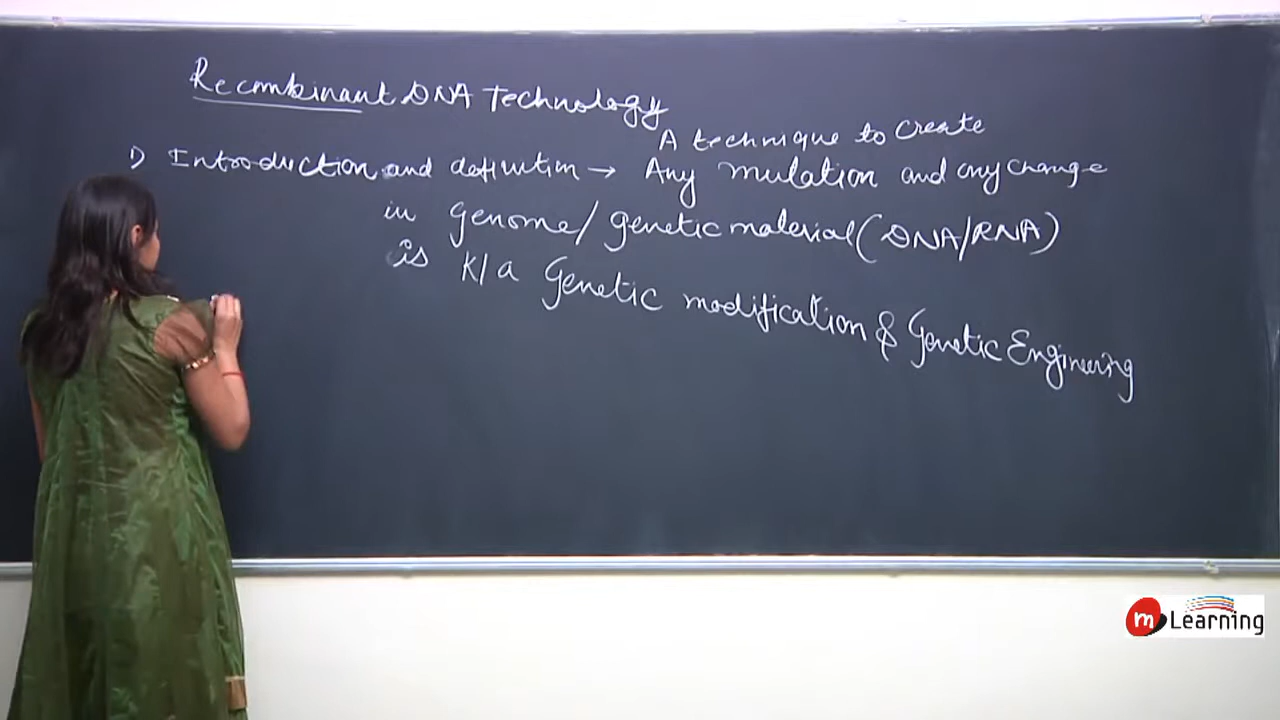 Recombinant DNA Technology
A technique to create
1) Introduction and definition → Any mutation and any change
in genome/genetic material (DNA/RNA)
is K/a Genetic modification & Genetic Engineering
m Learning